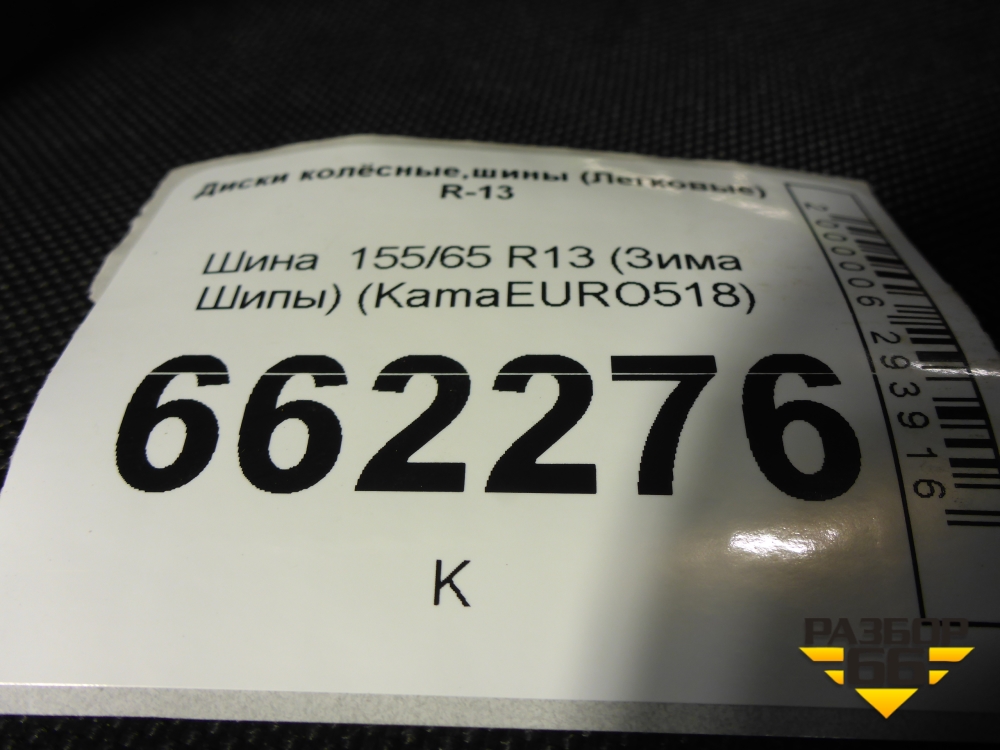 Диски колёсные,шины (Легковые)
R-13
Шина 155/65 R13 (Зима
Шипы) (KamaEURO518)
662276
К
2000006293916
РАЗБОР
66